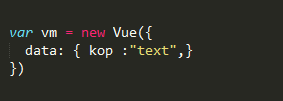 var vm = new Vue({
data: { kop :"text",}
})